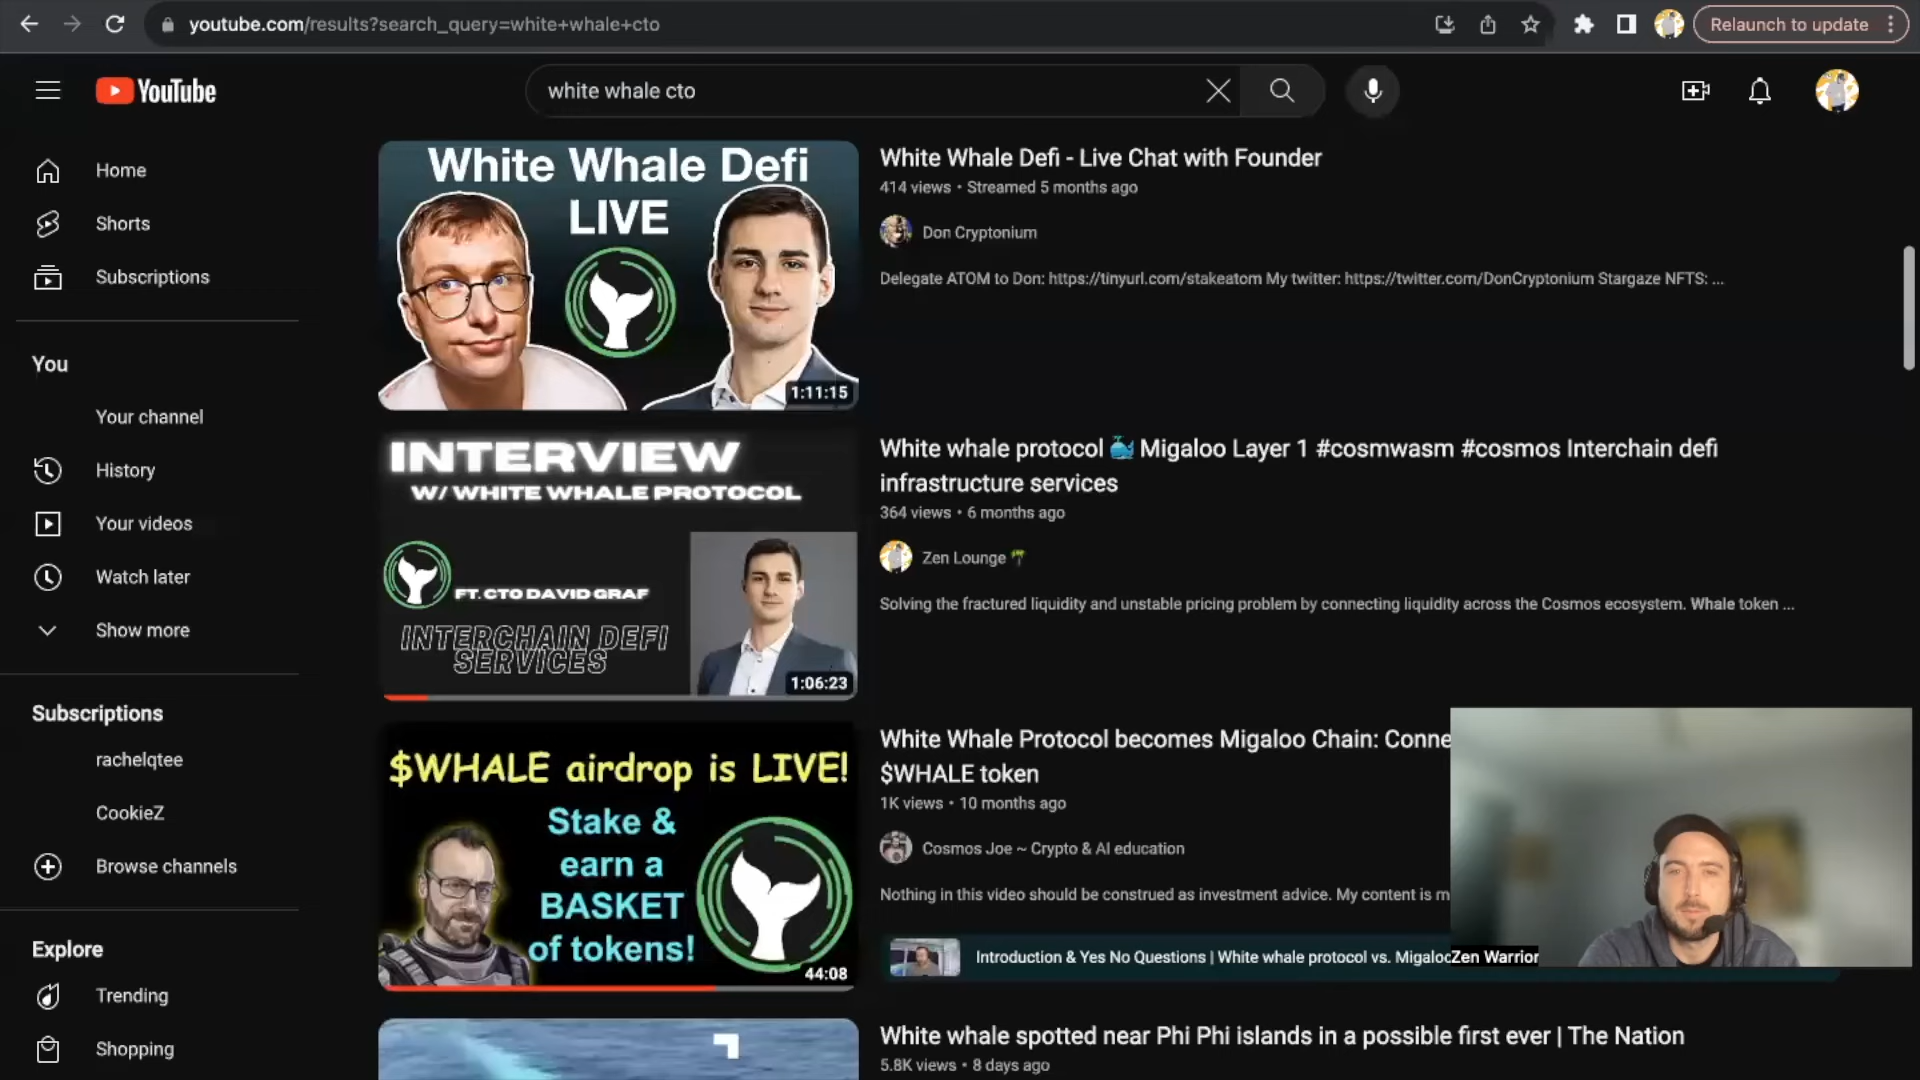 youtube.com/results?search_query=white+whale+cto
Relaunch to update
YouTube
white whale cto
Home
Shorts
Subscriptions
You
Your channel
History
Your videos
Watch later
Show more
Subscriptions
rachelqtee
CookieZ
Browse channels
Explore
Trending
Shopping
White Whale Defi
LIVE
1:11:15
White Whale Defi - Live Chat with Founder
414 views • Streamed 5 months ago
Don Cryptonium
Delegate ATOM to Don: https://tinyurl.com/stakeatom My twitter: https://twitter.com/DonCryptonium Stargaze NFTS: ...
INTERVIEW
W/ WHITE WHALE PROTOCOL
FT. CTO DAVID GRAF
INTERCHAIN DEFI
SERVICES
1:06:23
White whale protocol 🐳 Migaloo Layer 1 #cosmwasm #cosmos Interchain defi
infrastructure services
364 views • 6 months ago
Zen Lounge 🌴
Solving the fractured liquidity and unstable pricing problem by connecting liquidity across the Cosmos ecosystem. Whale token ...
$WHALE airdrop is LIVE!
Stake &
earn a
BASKET
of tokens!
44:08
White Whale Protocol becomes Migaloo Chain: Conne
$WHALE token
1K views • 10 months ago
Cosmos Joe ~ Crypto & AI education
Nothing in this video should be construed as investment advice. My content is m
Introduction & Yes No Questions | White whale protocol vs. Migaloo
Zen Warrior
White whale spotted near Phi Phi islands in a possible first ever | The Nation
5.8K views • 8 days ago